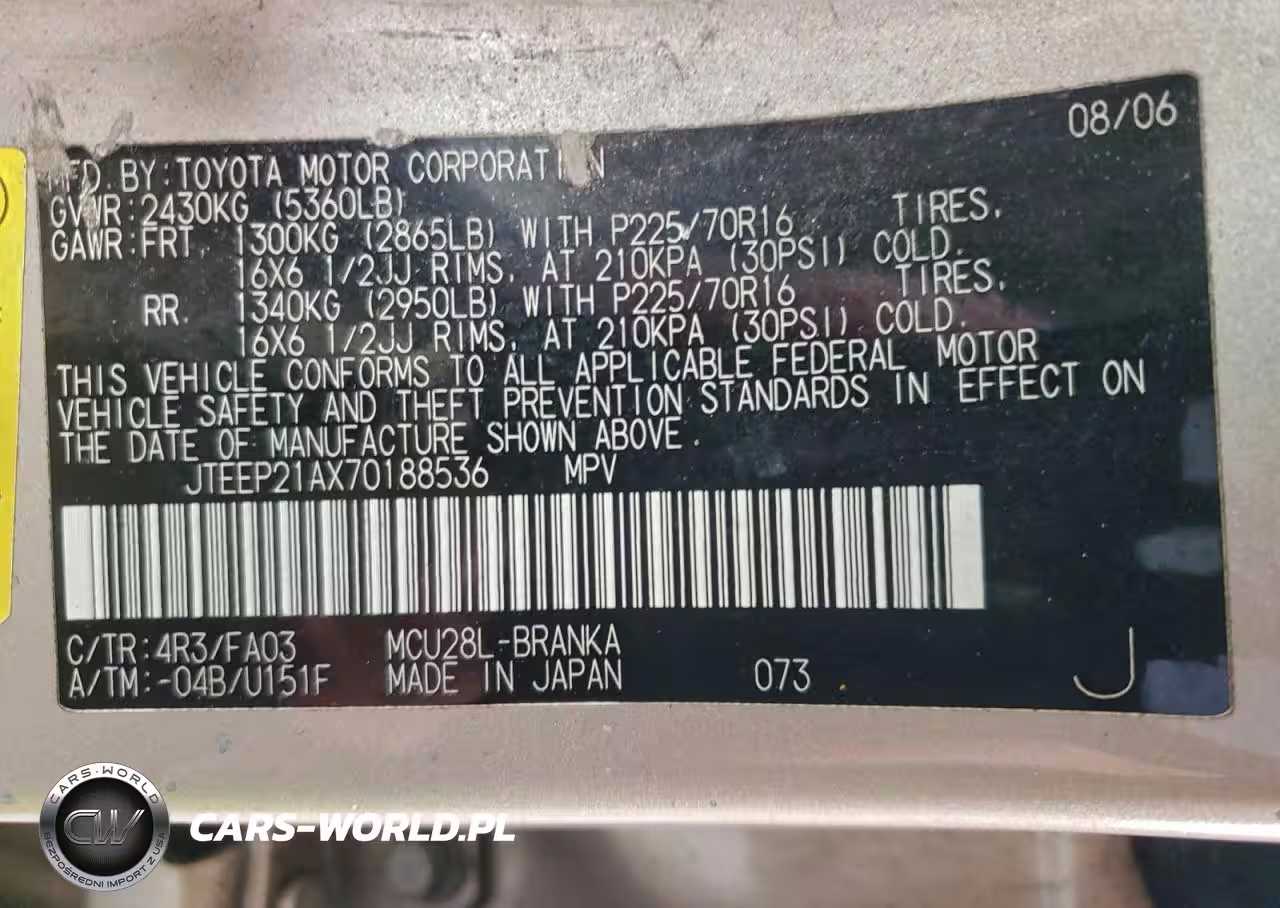 08/06
MFD. BY: TOYOTA MOTOR CORPORATION
GVWR: 2430KG (5360LB)
GAWR: FRT. 1300KG (2865LB) WITH P225/70R16 TIRES.
16X6 1/2JJ RIMS, AT 210KPA (30PSI) COLD.
RR. 1340KG (2950LB) WITH P225/70R16 TIRES,
16X6 1/2JJ RIMS, AT 210KPA (30PSI) COLD.
THIS VEHICLE CONFORMS TO ALL APPLICABLE FEDERAL MOTOR
VEHICLE SAFETY AND THEFT PREVENTION STANDARDS IN EFFECT ON
THE DATE OF MANUFACTURE SHOWN ABOVE.
JTEEP21AX70188536 MPV
C/TR: 4R3/FA03 MCU28L-BRANKA
A/TM: -04B/U151F MADE IN JAPAN 073 J
CARS-WORLD
CW
BEZPOŚREDNI IMPORT Z USA
CARS-WORLD.PL